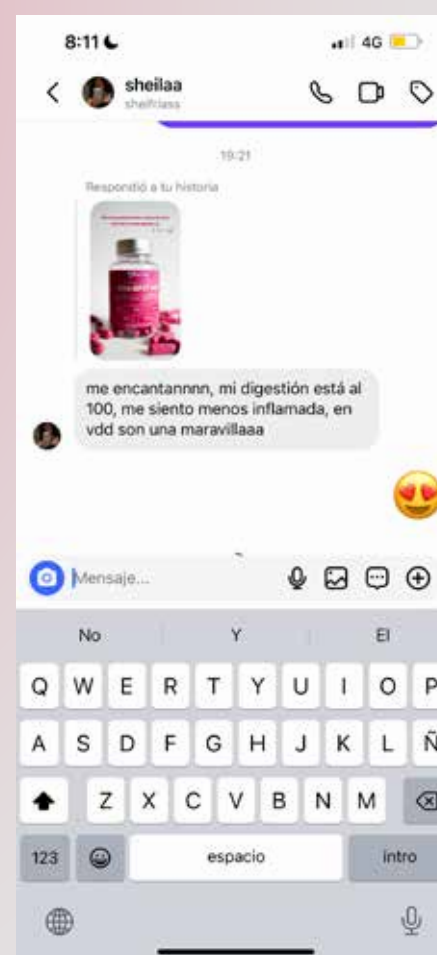 8:11
4G
sheilaa
sheifriass
19:21
Respondió a tu historia
me encantannnn, mi digestión está al
100, me siento menos inflamada, en
vdd son una maravillaaa
Mensaje...
No Y El
Q W E R T Y U I O P
A S D F G H J K L Ñ
Z X C V B N M
123 espacio intro